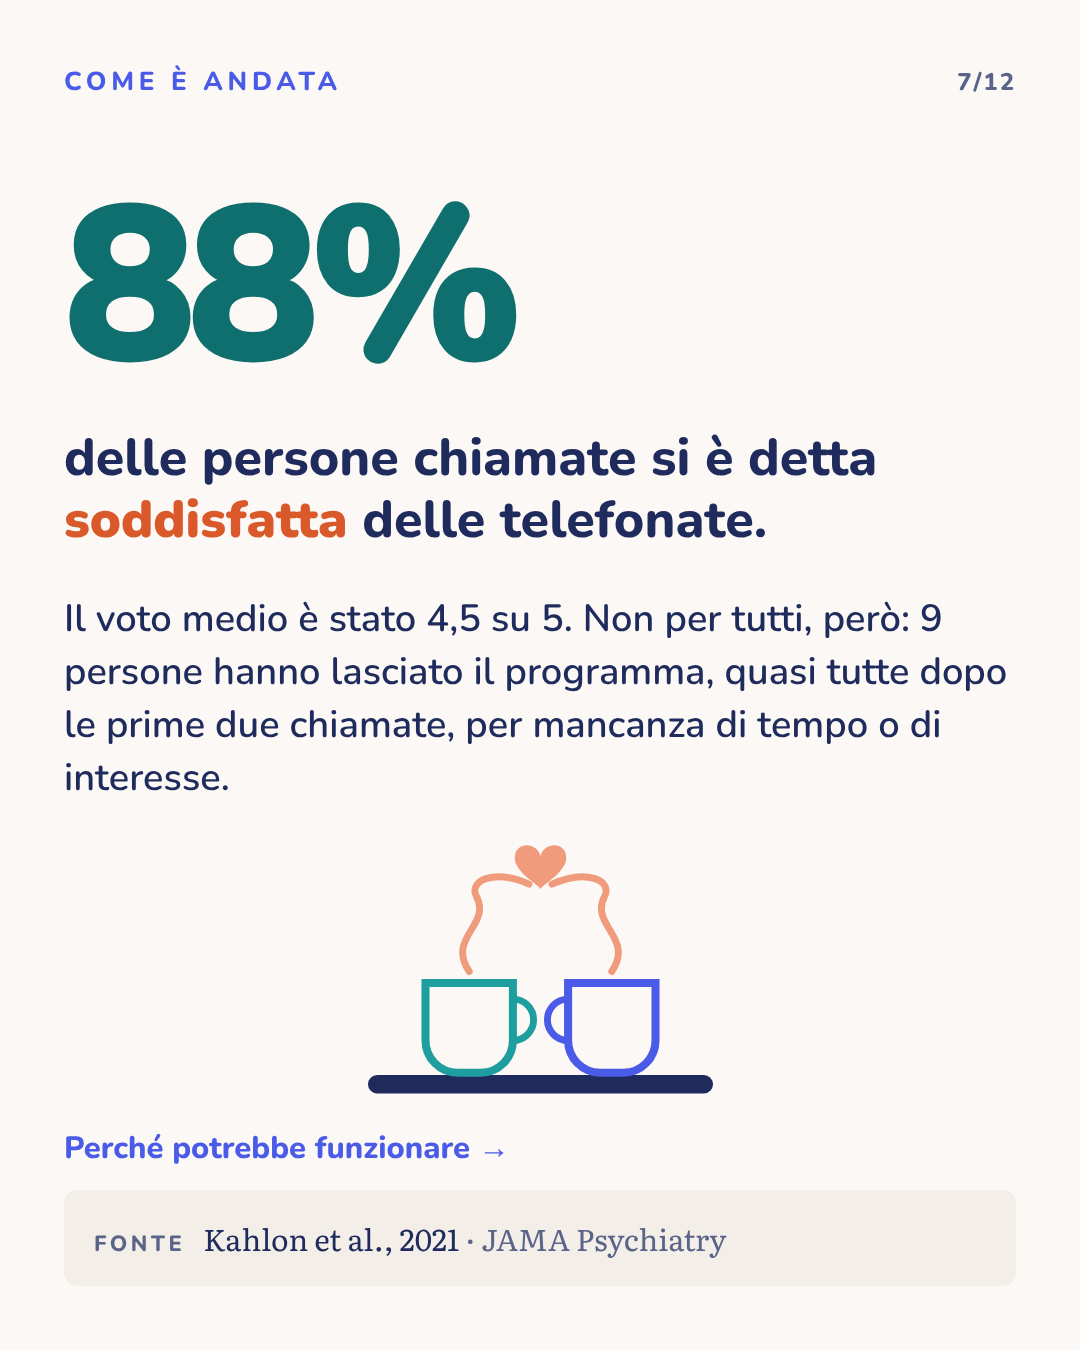 COME È ANDATA
7/12
88%
delle persone chiamate si è detta
soddisfatta delle telefonate.
Il voto medio è stato 4,5 su 5. Non per tutti, però: 9
persone hanno lasciato il programma, quasi tutte dopo
le prime due chiamate, per mancanza di tempo o di
interesse.
Perché potrebbe funzionare →
FONTE Kahlon et al., 2021 · JAMA Psychiatry